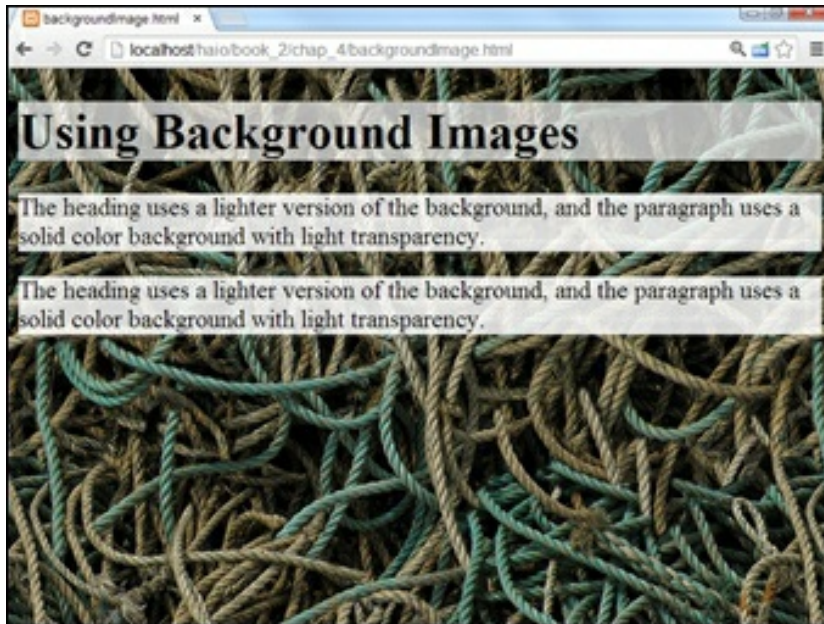 backgroundImage.html
localhost/haio/book_2/chap_4/backgroundImage.html
Using Background Images
The heading uses a lighter version of the background, and the paragraph uses a
solid color background with light transparency.
The heading uses a lighter version of the background, and the paragraph uses a
solid color background with light transparency.